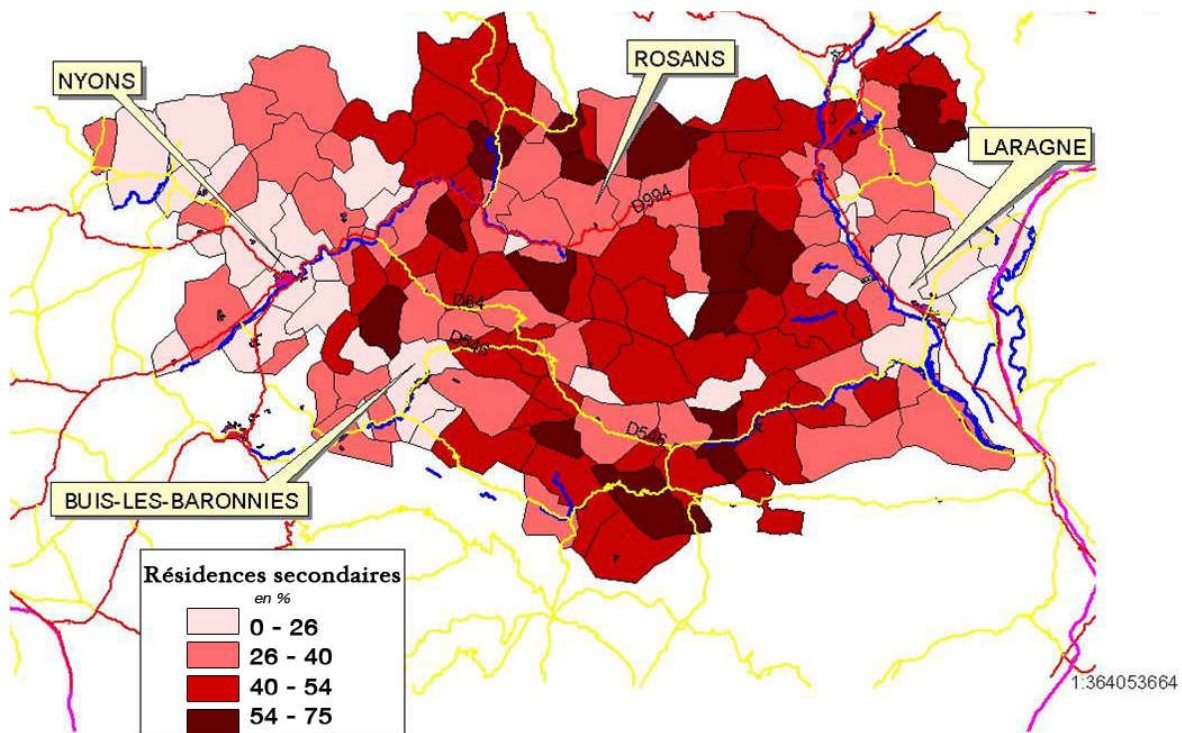 ROSANS
NYONS
LARAGNE
D994
D64
D546
D546
BUIS-LES-BARONNIES
Résidences secondaires
en %
0 - 26
26 - 40
40 - 54
54 - 75
1:364053664